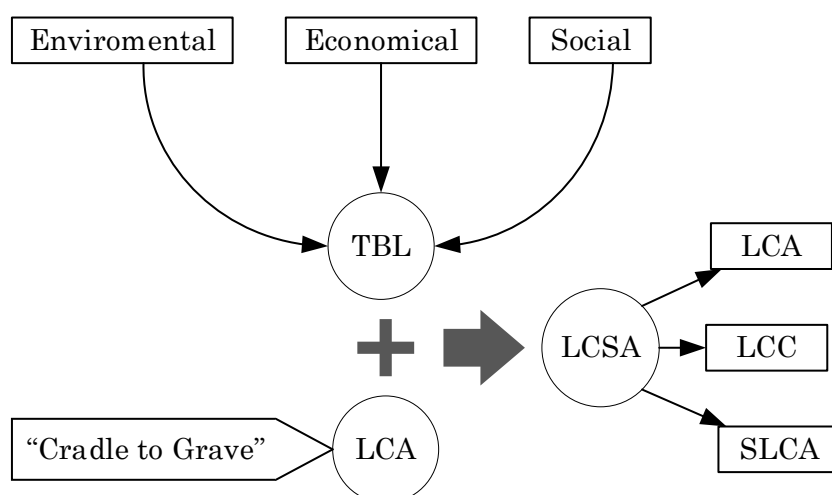 Enviromental
Economical
Social
TBL
LCA
LCSA
LCC
“Cradle to Grave”
LCA
SLCA